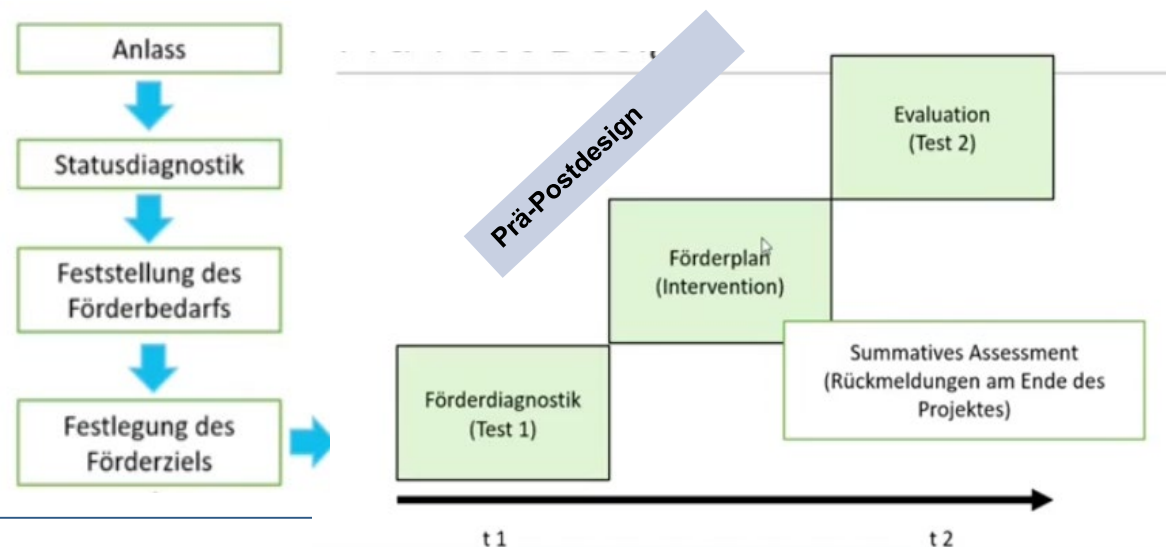 Anlass
Statusdiagnostik
Feststellung des
Förderbedarfs
Festlegung des
Förderziels
Prä-Postdesign
Förderdiagnostik
(Test 1)
Förderplan
(Intervention)
Evaluation
(Test 2)
Summatives Assessment
(Rückmeldungen am Ende des
Projektes)
t 1
t 2